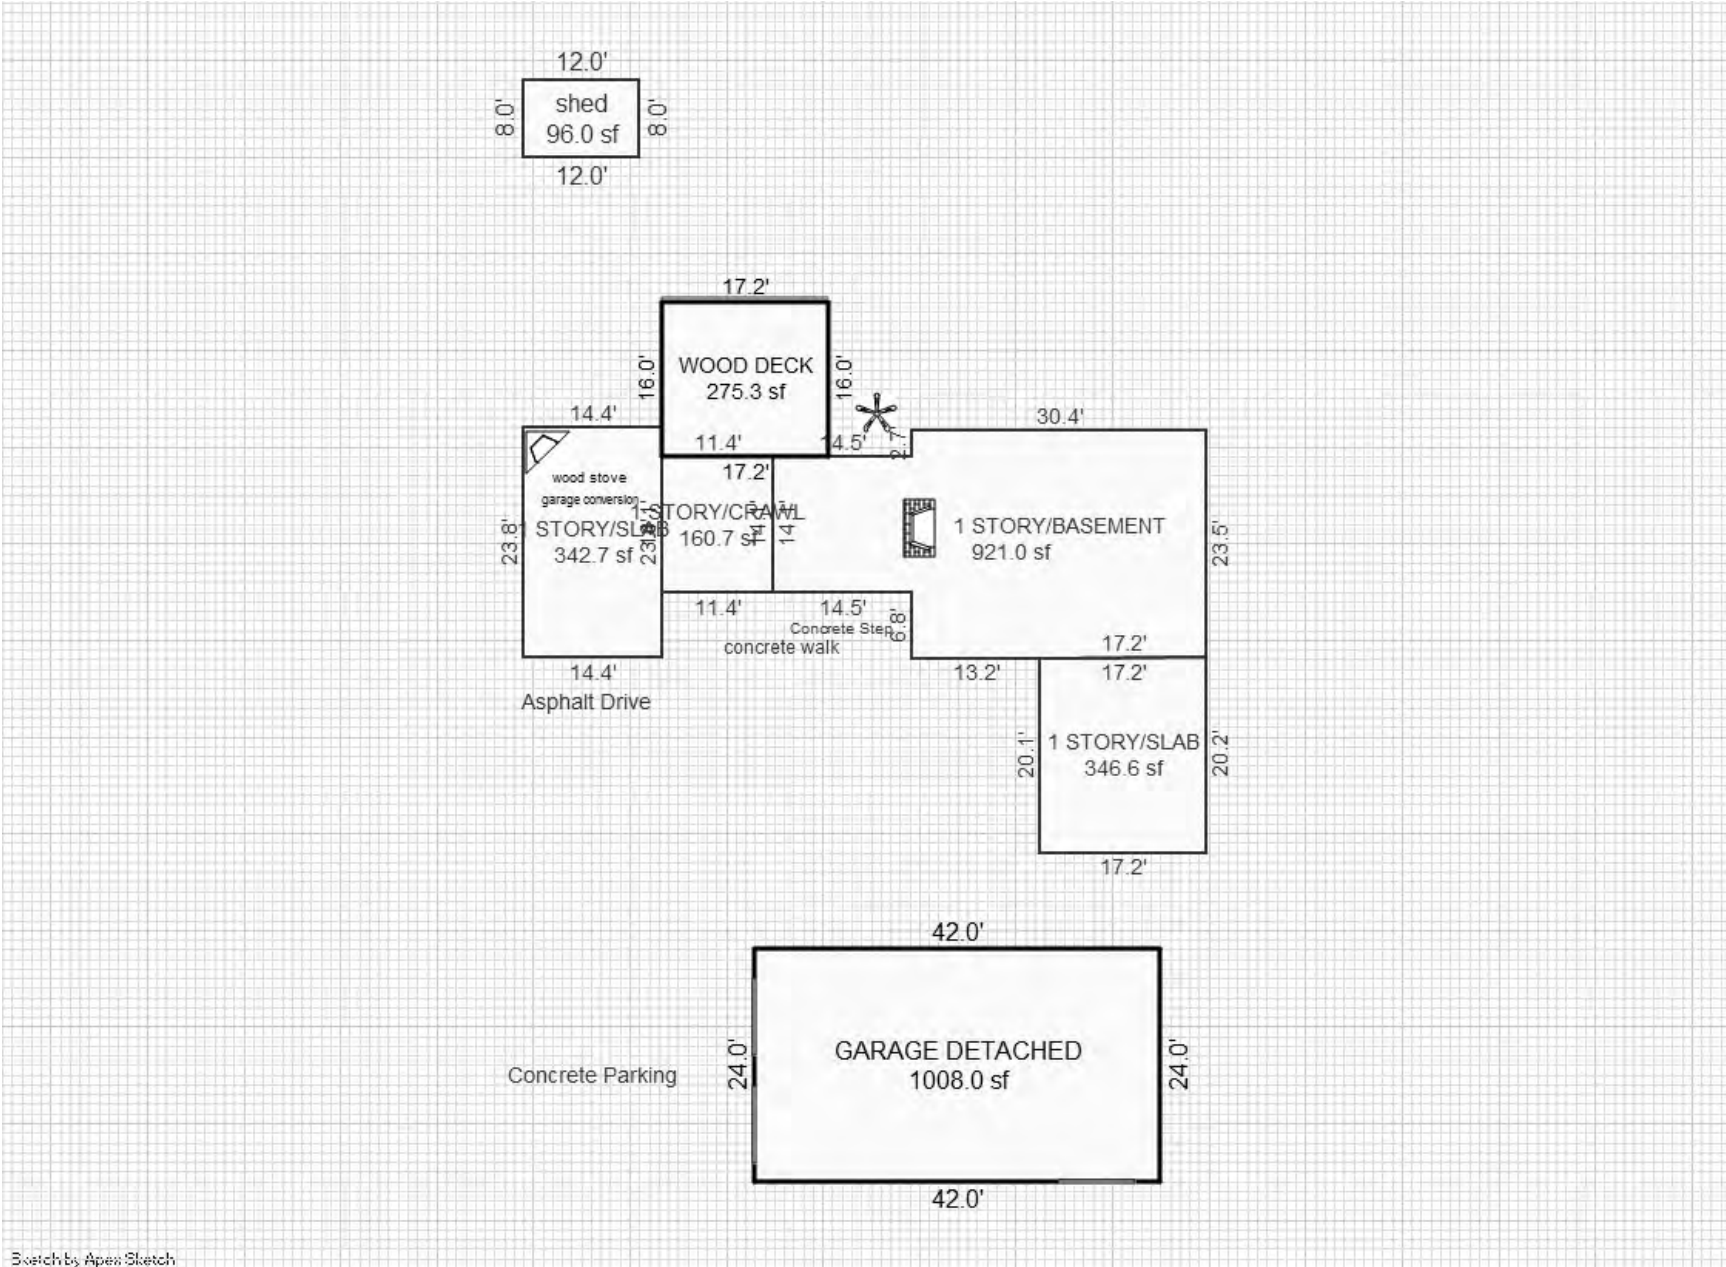 12.0'
8.0'
shed
8.0'
96.0 sf
12.0'
17.2'
16.0'
WOOD DECK
16.0'
275.3 sf
14.4'
30.4'
11.4'
14.5'
2.7'
17.2'
wood stove
garage conversion
1 STORY/SLAB
342.7 sf
23.8'
1 STORY/CRAWL
160.7 sf
14.1'
14.1'
1 STORY/BASEMENT
921.0 sf
23.5'
11.4'
14.5'
6.8'
Concrete Step
concrete walk
17.2'
14.4'
13.2'
17.2'
Asphalt Drive
20.1'
1 STORY/SLAB
20.2'
346.6 sf
17.2'
42.0'
24.0'
GARAGE DETACHED
24.0'
1008.0 sf
Concrete Parking
42.0'
Sketch by Apex Sketch